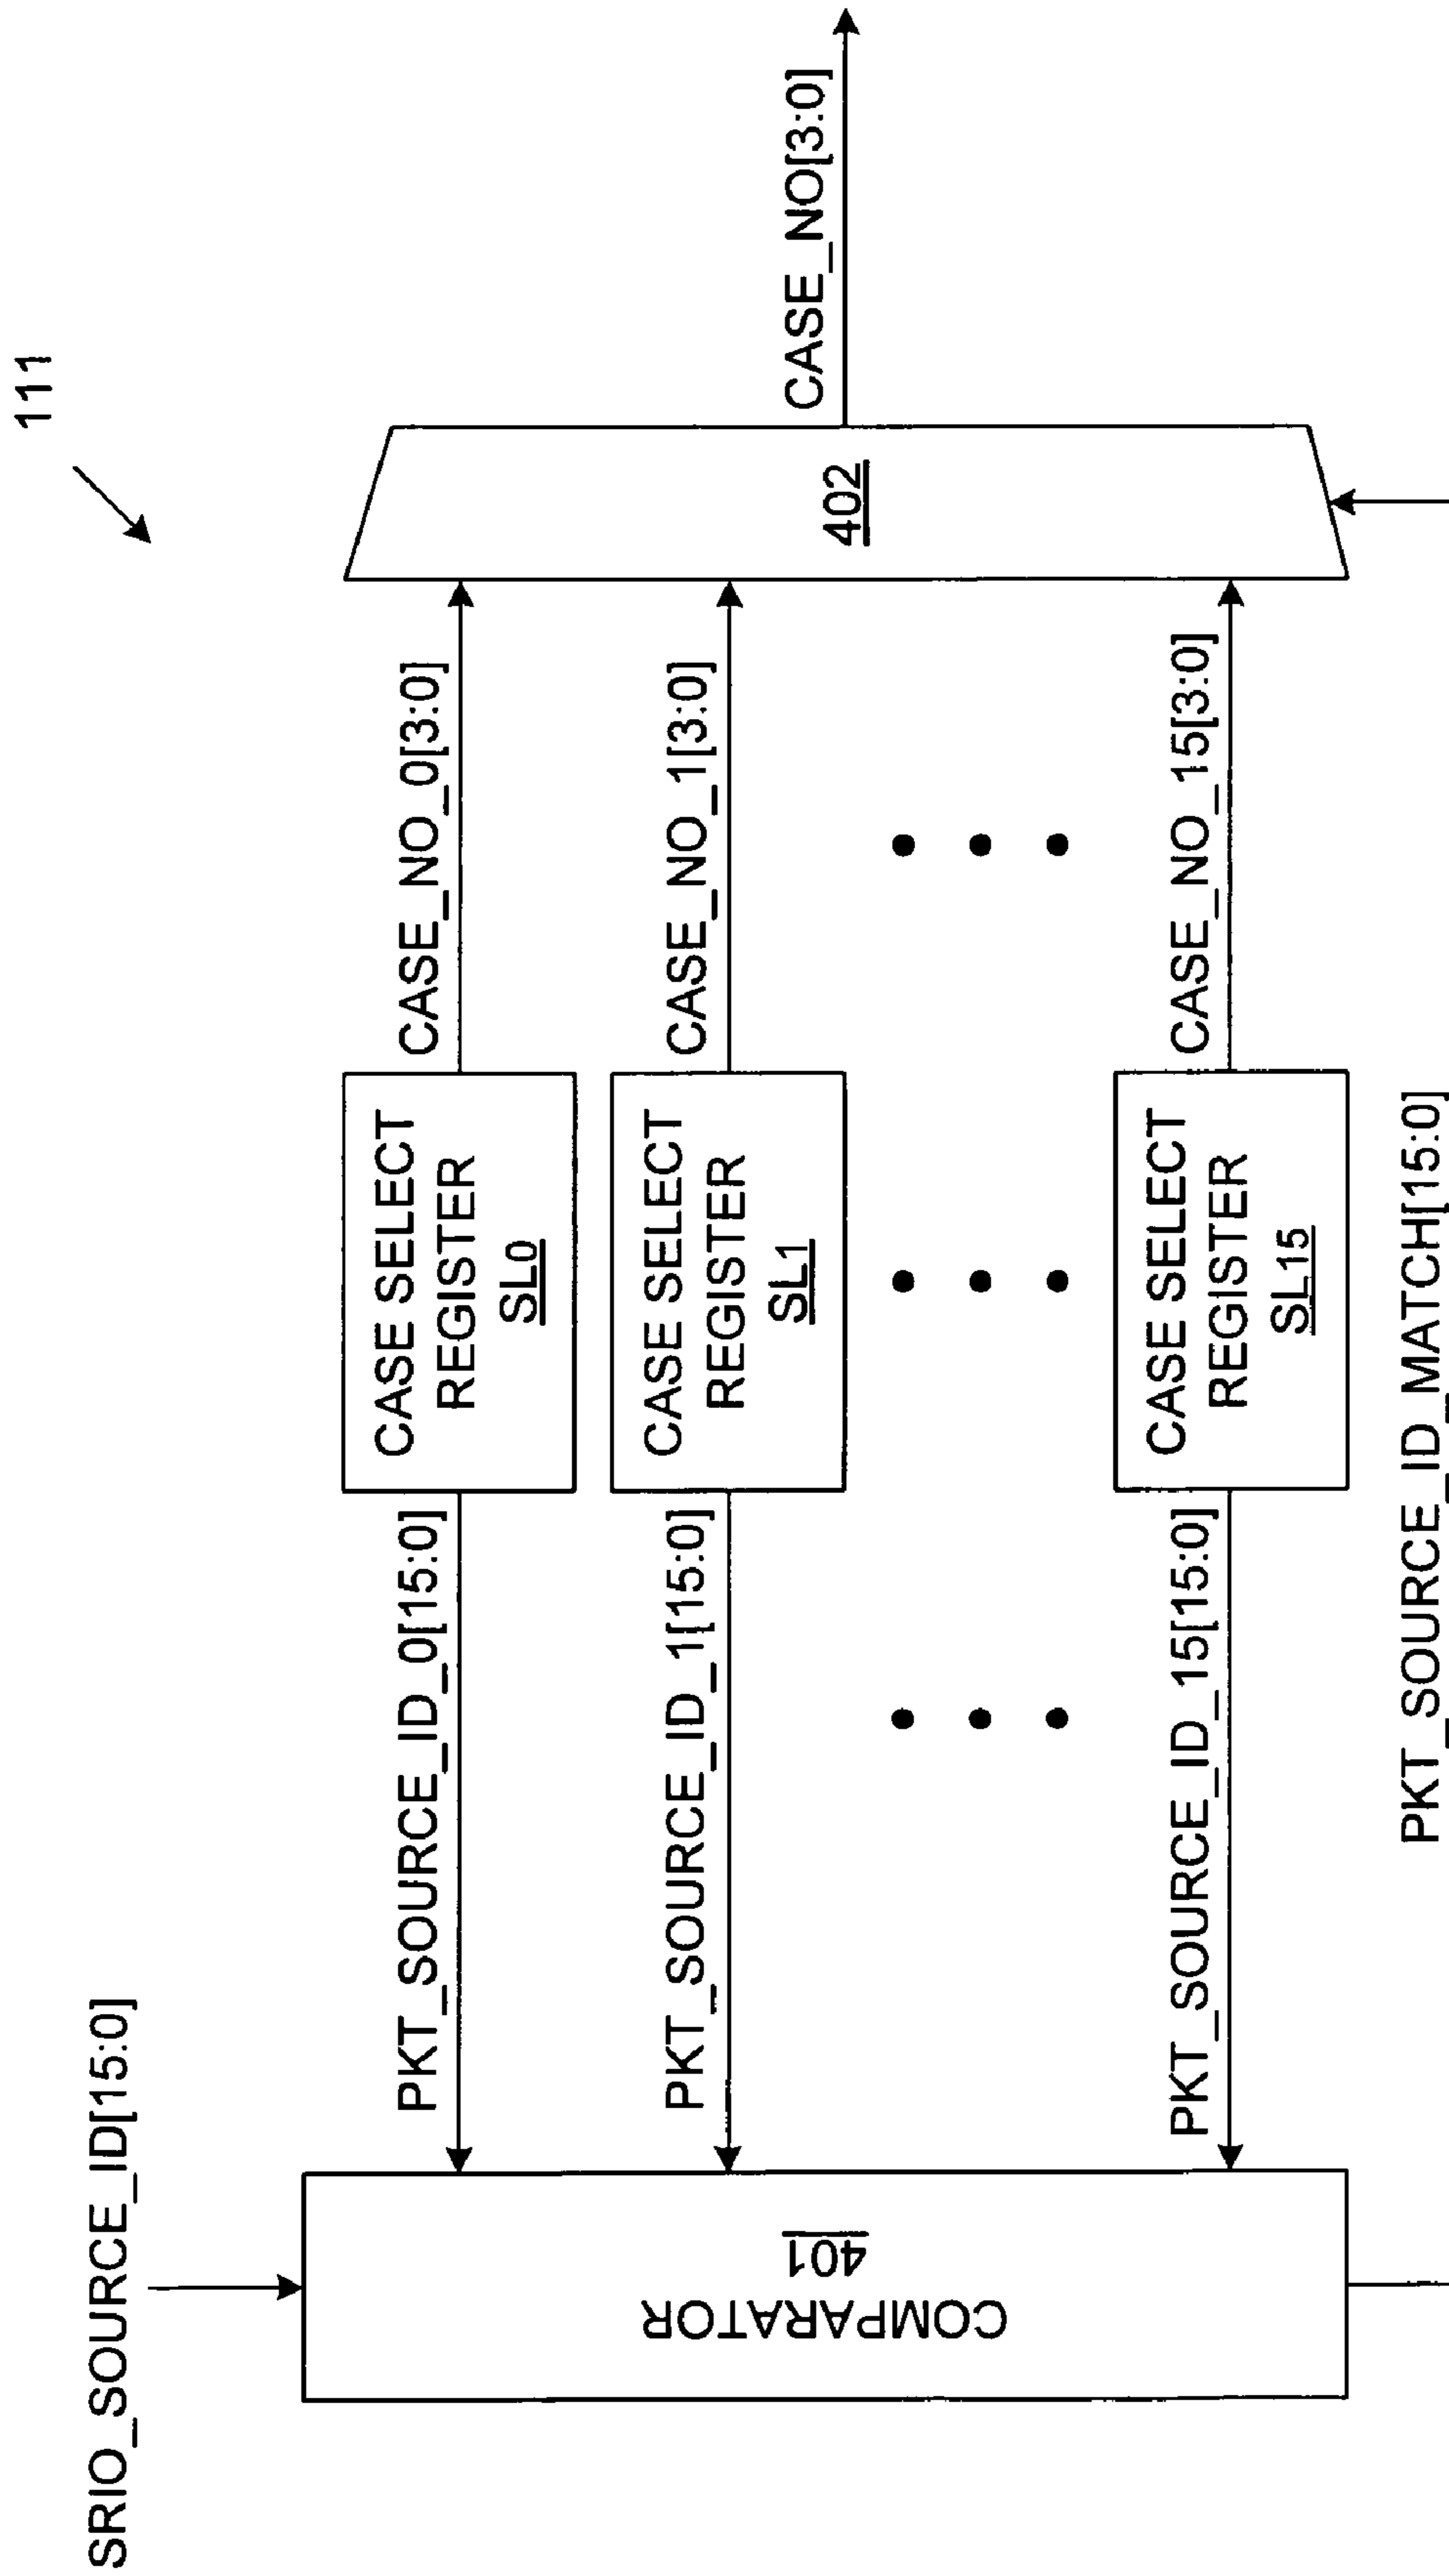 111
SRIO_SOURCE_ID[15:0]
COMPARATOR
401
PKT_SOURCE_ID_0[15:0]
CASE SELECT
REGISTER
SL0
CASE_NO_0[3:0]
PKT_SOURCE_ID_1[15:0]
CASE SELECT
REGISTER
SL1
CASE_NO_1[3:0]
PKT_SOURCE_ID_15[15:0]
CASE SELECT
REGISTER
SL15
CASE_NO_15[3:0]
402
CASE_NO[3:0]
PKT_SOURCE_ID_MATCH[15:0]